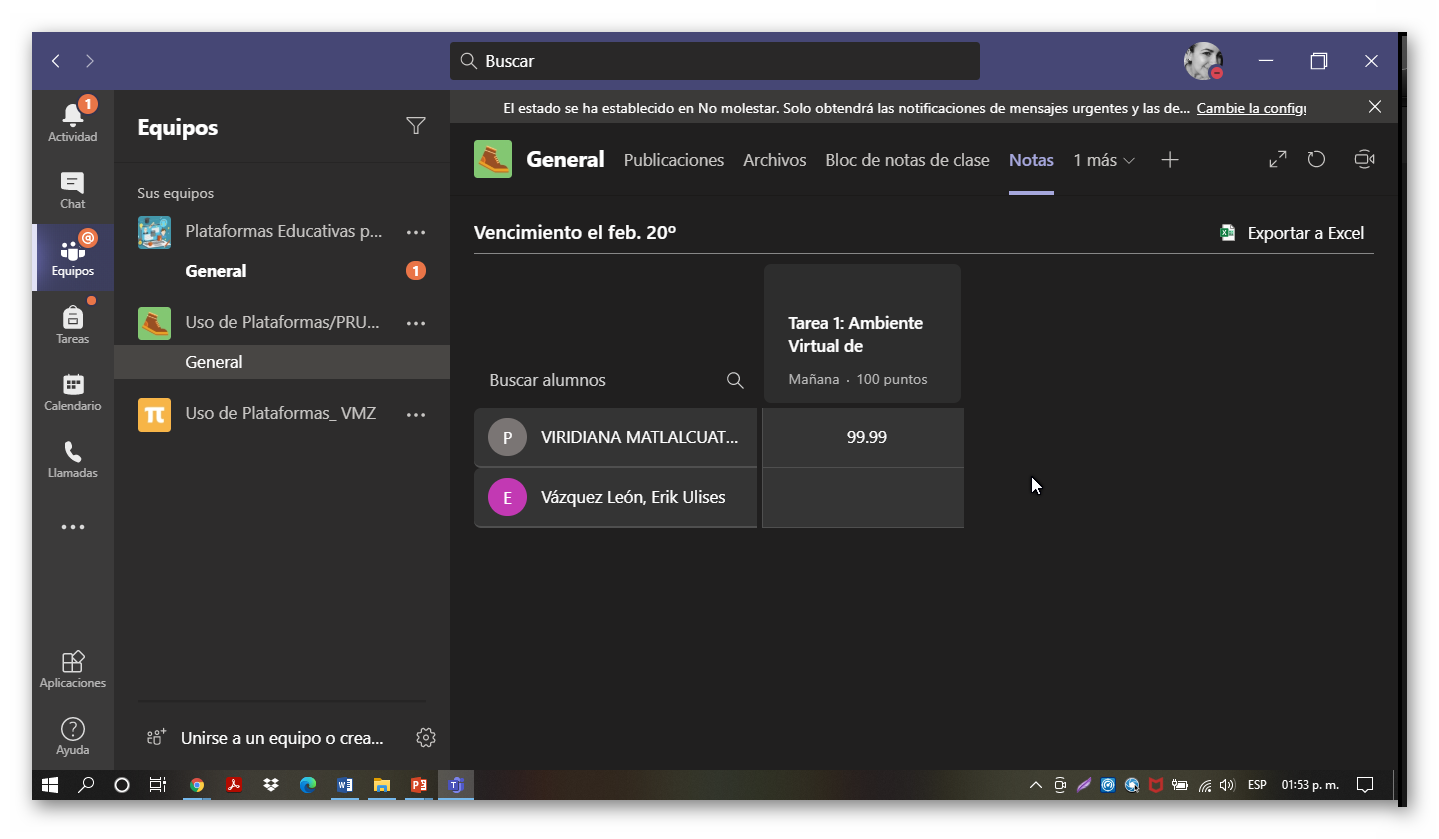 Buscar
El estado se ha establecido en No molestar. Solo obtendrá las notificaciones de mensajes urgentes y las de... Cambie la configu
1
Actividad
Chat
@
Equipos
Tareas
Calendario
Llamadas
Aplicaciones
Ayuda
Equipos
Sus equipos
Plataformas Educativas p...
General
1
Uso de Plataformas/PRU...
General
π
Uso de Plataformas_ VMZ
Unirse a un equipo o crea...
General Publicaciones Archivos Bloc de notas de clase Notas 1 más
Vencimiento el feb. 20º
Exportar a Excel
Tarea 1: Ambiente
Virtual de
Mañana · 100 puntos
Buscar alumnos
P VIRIDIANA MATLALCUAT... 99.99
E Vázquez León, Erik Ulises
ESP 01:53 p. m.